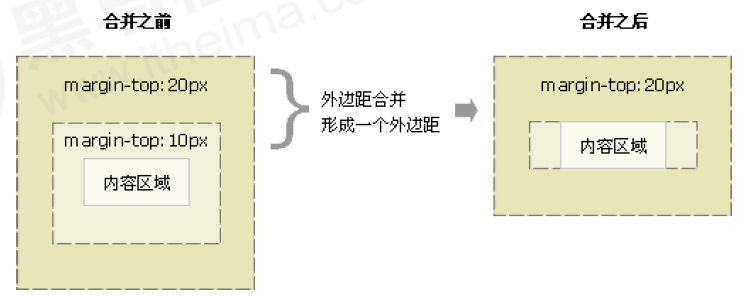 合并之前
合并之后
margin-top: 20px
margin-top: 10px
内容区域
外边距合并
形成一个外边距
margin-top: 20px
内容区域
www.itheima.com